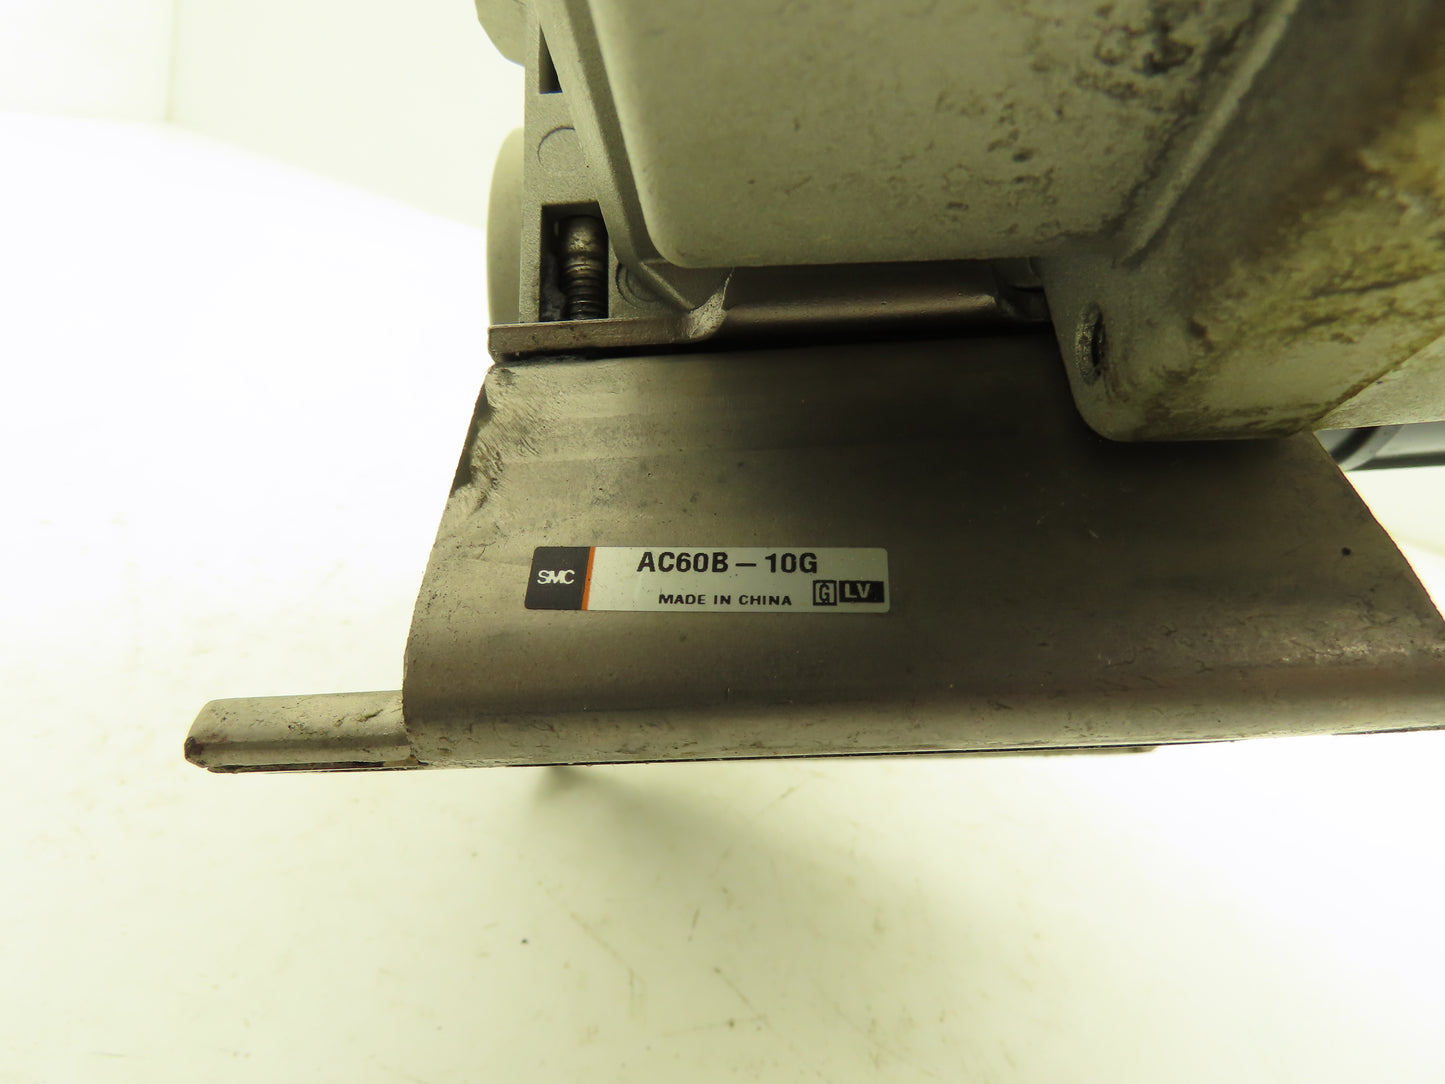 SMC
AC60B-10G
MADE IN CHINA G LV